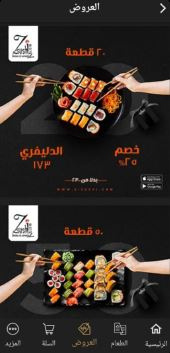 العروض
٢٠ قطعة
خصم
٢٥%
الدليفري
١٧٣
٥٠ قطعة
الرئيسية
الطعام
العروض
السلة
المزيد